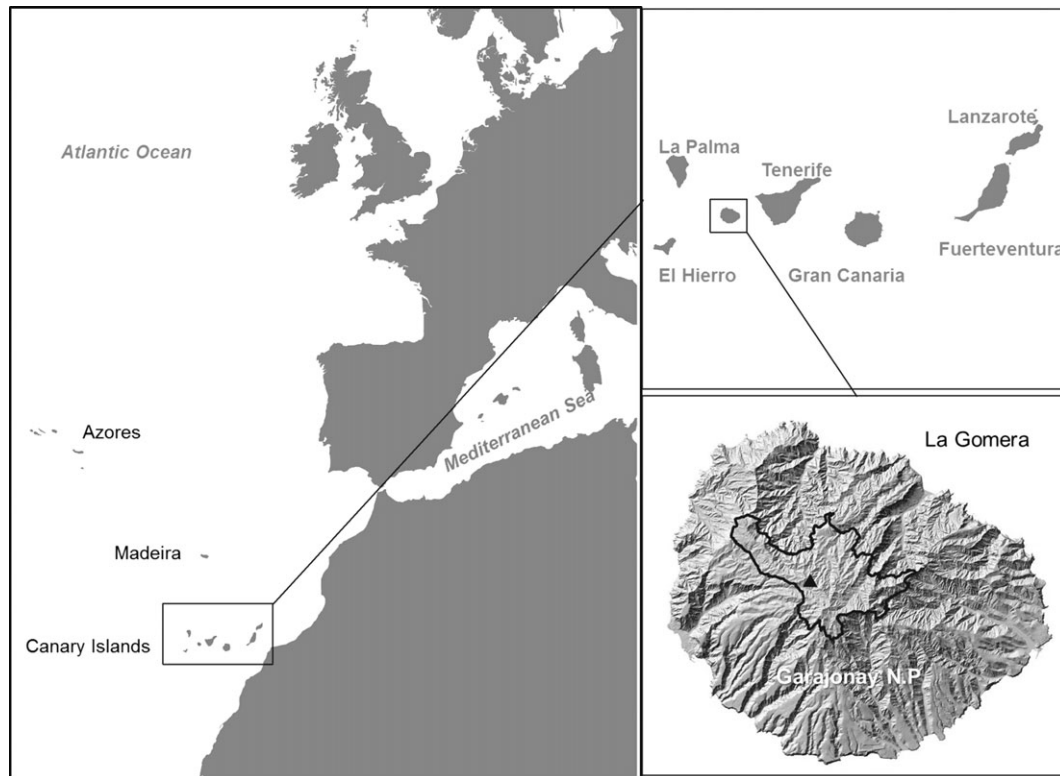 Atlantic Ocean
Mediterranean Sea
Azores
Madeira
Canary Islands
Lanzarote
La Palma
Tenerife
El Hierro
Gran Canaria
Fuerteventura
La Gomera
Garajonay N.P